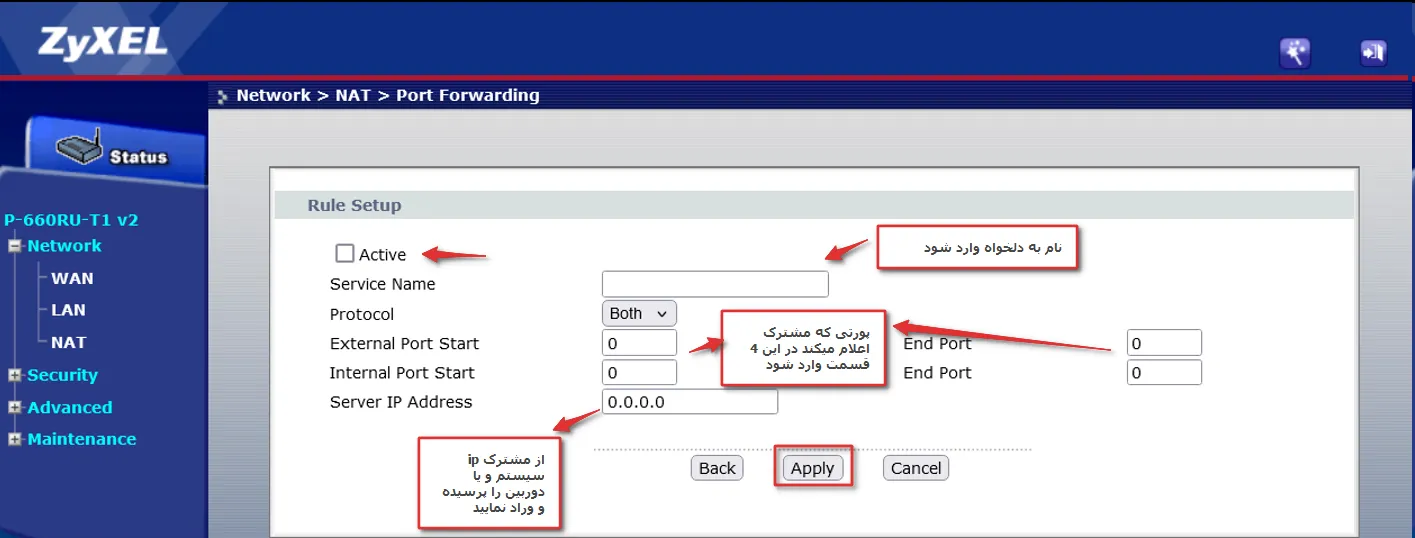 ZyXEL
Network > NAT > Port Forwarding
Status
P-660RU-T1 v2
Network
WAN
LAN
NAT
Security
Advanced
Maintenance
Rule Setup
Active
نام به دلخواه وارد شود
Service Name
Protocol Both
External Port Start 0 End Port 0
Internal Port Start 0 End Port 0
پورتی که مشترک
اعلام میکند در این 4
قسمت وارد شود
Server IP Address 0.0.0.0
از مشترک ip
سیستم و یا
دوربین را پرسیده
و وراد نمایید
Back Apply Cancel